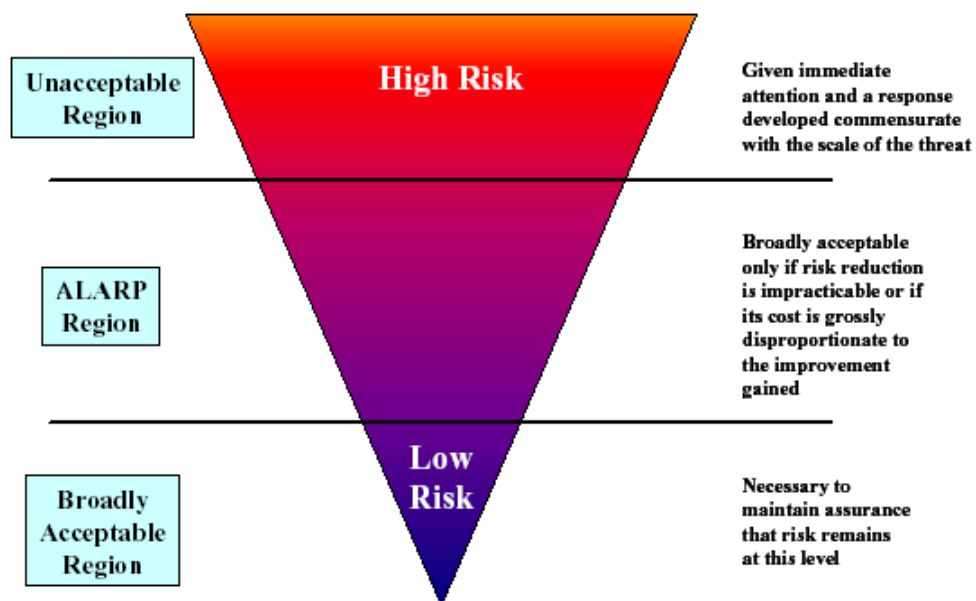 Unacceptable
Region
High Risk
Given immediate
attention and a response
developed commensurate
with the scale of the threat
ALARP
Region
Broadly acceptable
only if risk reduction
is impracticable or if
its cost is grossly
disproportionate to
the improvement
gained
Broadly
Acceptable
Region
Low
Risk
Necessary to
maintain assurance
that risk remains
at this level